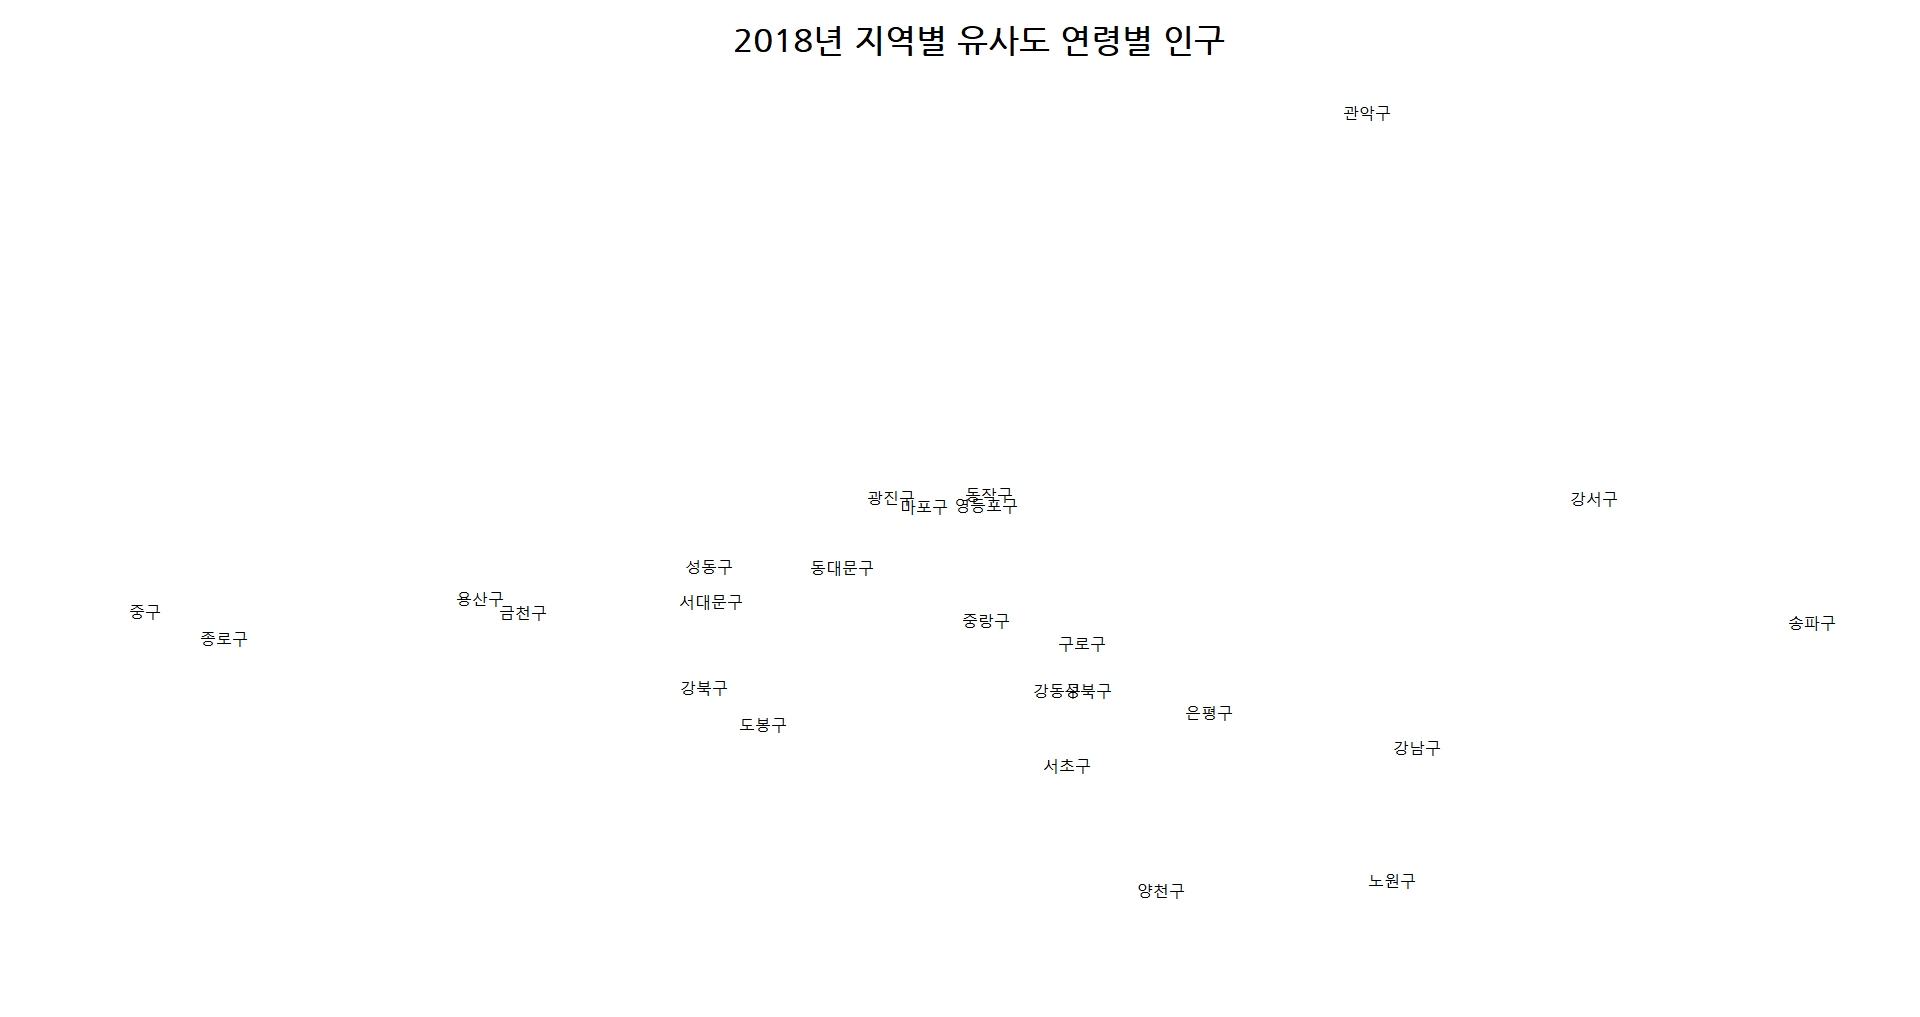 2018년 지역별 유사도 연령별 인구
관악구
광진구
마포구
동작구
영등포구
강서구
성동구
동대문구
중구
용산구
금천구
서대문구
종로구
중랑구
구로구
송파구
강북구
강동구
성북구
은평구
도봉구
강남구
서초구
양천구
노원구